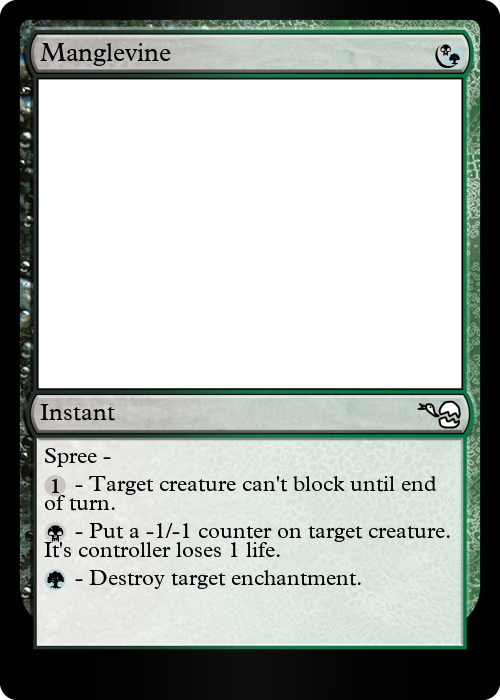 Manglevine
Instant
Spree -
1 - Target creature can't block until end
of turn.
- Put a -1/-1 counter on target creature.
It's controller loses 1 life.
- Destroy target enchantment.